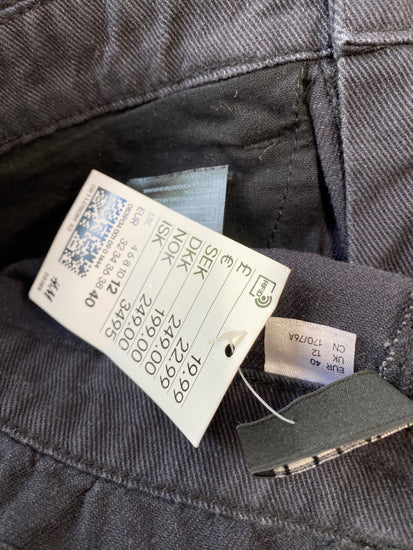 RFID
£ 19.99
€ 22.99
SEK 249.00
DKK 199.00
NOK 249.00
ISK 3495
EUR 32 34 36 38 40
UK 4 6 8 10 12
H&M
EUR 40
UK 12
CN 170/76A